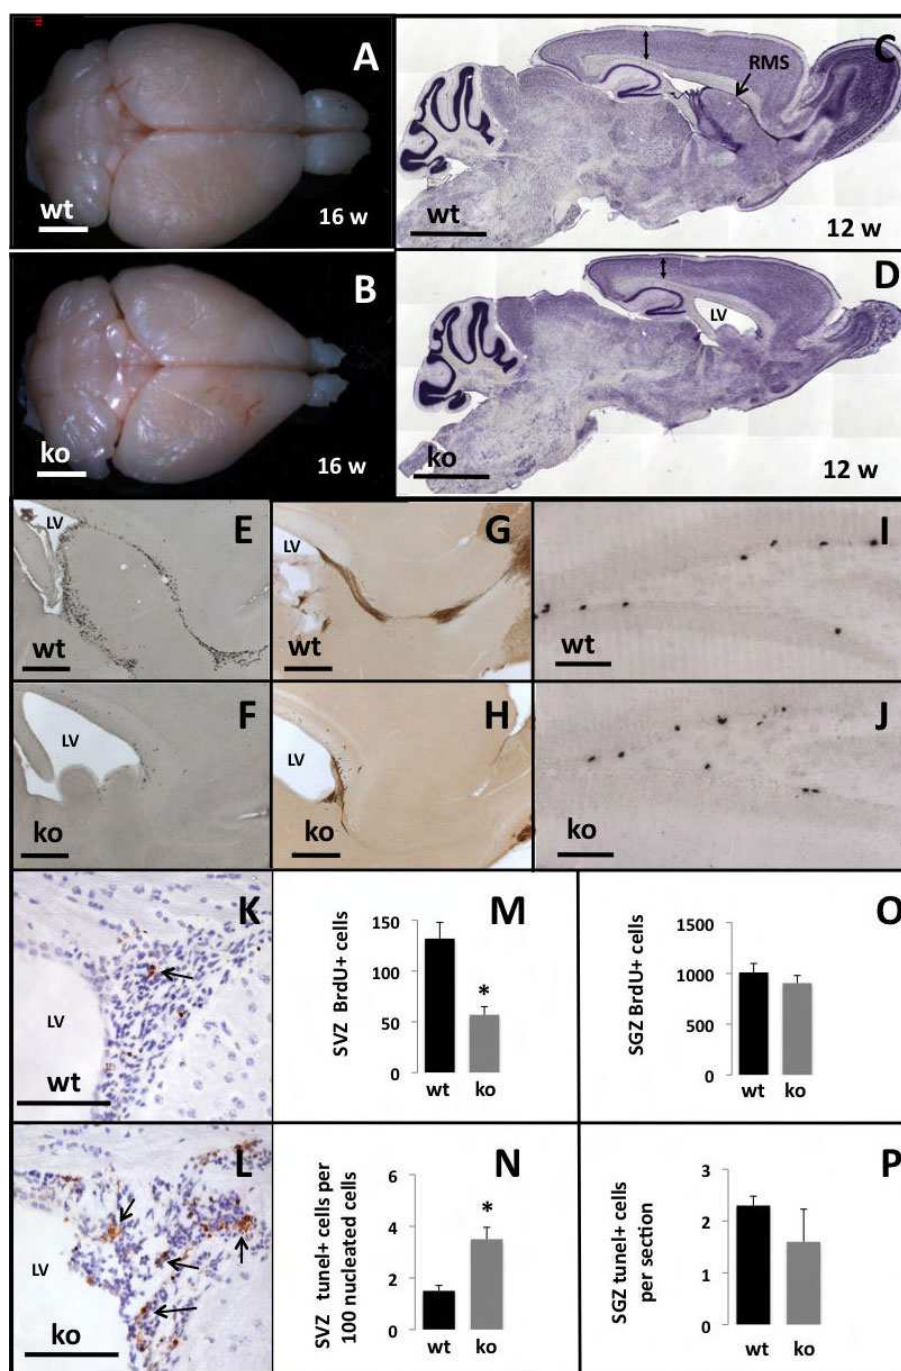 A
wt
16 w
C
RMS
wt
12 w
B
ko
16 w
D
LV
ko
12 w
LV
E
wt
LV
G
wt
I
wt
LV
F
ko
LV
H
ko
J
ko
K
LV
wt
M
SVZ BrdU+ cells
150
100
50
0
*
wt ko
O
SGZ BrdU+ cells
1500
1000
500
0
wt ko
L
LV
ko
N
SVZ tunel+ cells per
100 nucleated cells
6
4
2
0
*
wt ko
P
SGZ tunel+ cells
per section
3
2
1
0
wt ko